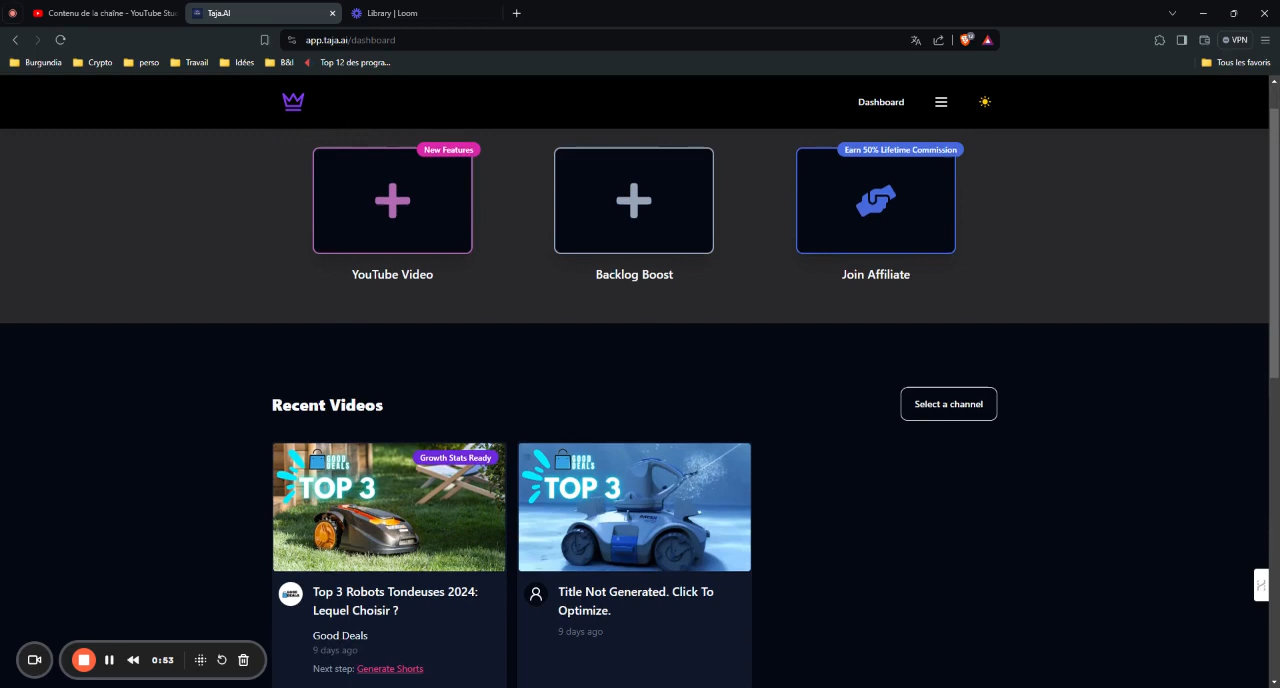 Contenu de la chaîne - YouTube Stu
Taja.AI
Library | Loom
app.taja.ai/dashboard
VPN
Burgundia
Crypto
perso
Travail
Idées
B&I
Top 12 des progra...
Tous les favoris
Dashboard
New Features
Earn 50% Lifetime Commission
YouTube Video
Backlog Boost
Join Affiliate
Recent Videos
Select a channel
GOOD
DEALS
TOP 3
Growth Stats Ready
GOOD
DEALS
TOP 3
Top 3 Robots Tondeuses 2024:
Lequel Choisir ?
Good Deals
9 days ago
Next step: Generate Shorts
Title Not Generated. Click To
Optimize.
9 days ago
0:53